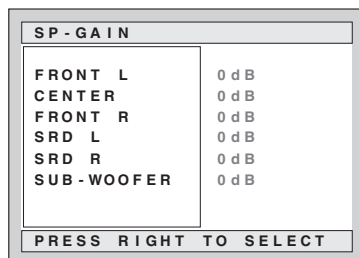 SP-GAIN
FRONT L 0dB
CENTER 0dB
FRONT R 0dB
SRD L 0dB
SRD R 0dB
SUB-WOOFER 0dB
PRESS RIGHT TO SELECT